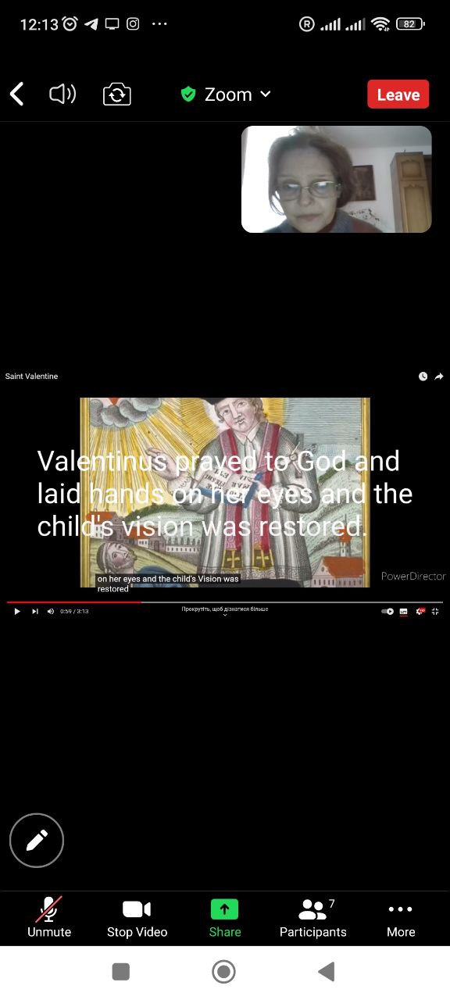 12:13
R
82
Zoom
Leave
Saint Valentine
Valentinus prayed to God and
laid hands on her eyes and the
child's vision was restored.
PowerDirector
on her eyes and the child's Vision was
restored
0:59 / 3:13
Прокрутіть, щоб дізнатися більше
7
Unmute
Stop Video
Share
Participants
More